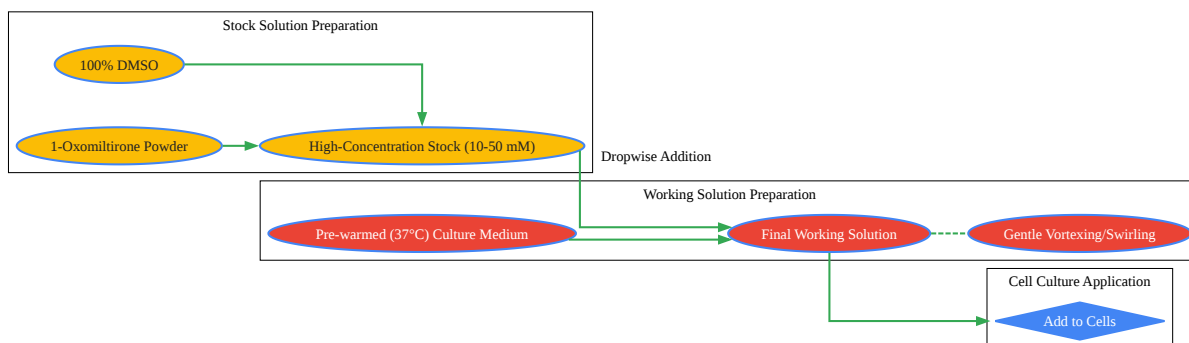 Stock Solution Preparation
100% DMSO
1-Oxomiltirone Powder
High-Concentration Stock (10-50 mM)
Dropwise Addition
Working Solution Preparation
Pre-warmed (37°C) Culture Medium
Final Working Solution
Gentle Vortexing/Swirling
Cell Culture Application
Add to Cells